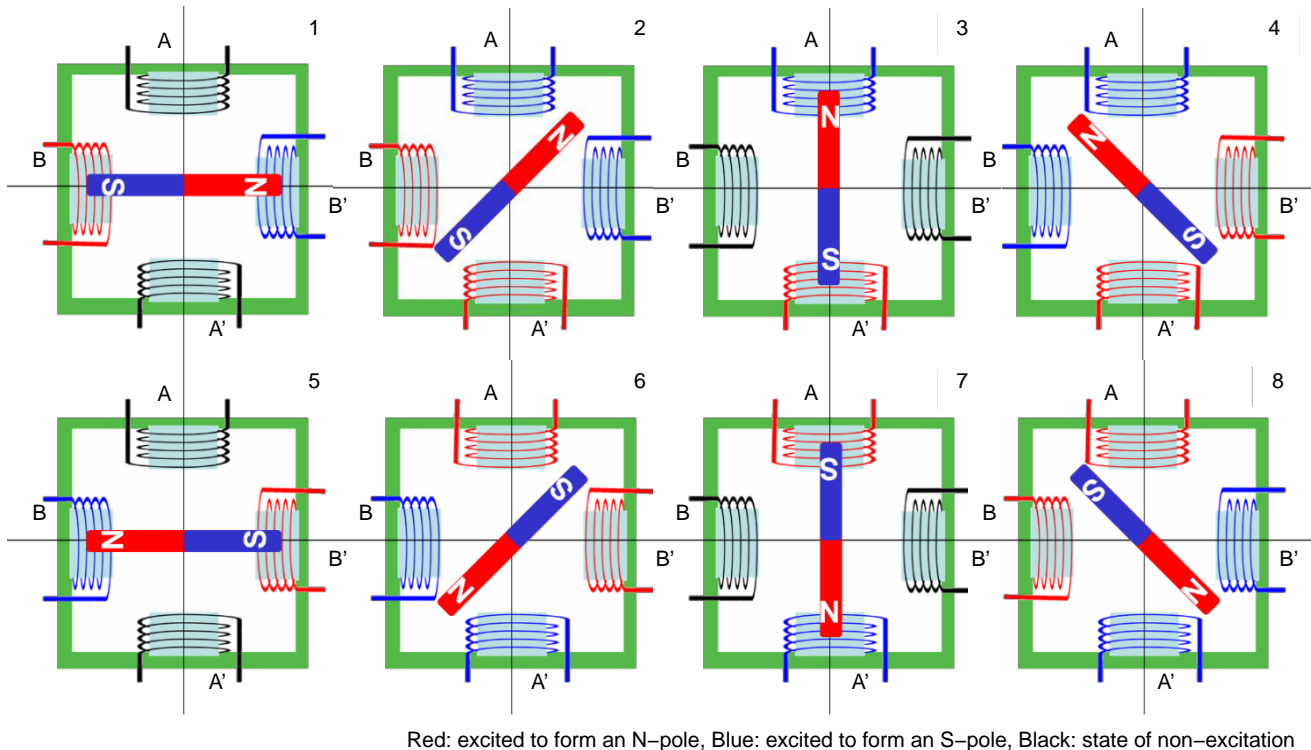 A 1
B
S N
B'
A'
A 2
B
N
S
B'
A'
A 3
B
N
S
B'
A'
A 4
B
N
S
B'
A'
A 5
B
N S
B'
A'
A 6
B
S
N
B'
A'
A 7
B
S
N
B'
A'
A 8
B
S
N
B'
A'
Red: excited to form an N−pole, Blue: excited to form an S−pole, Black: state of non−excitation